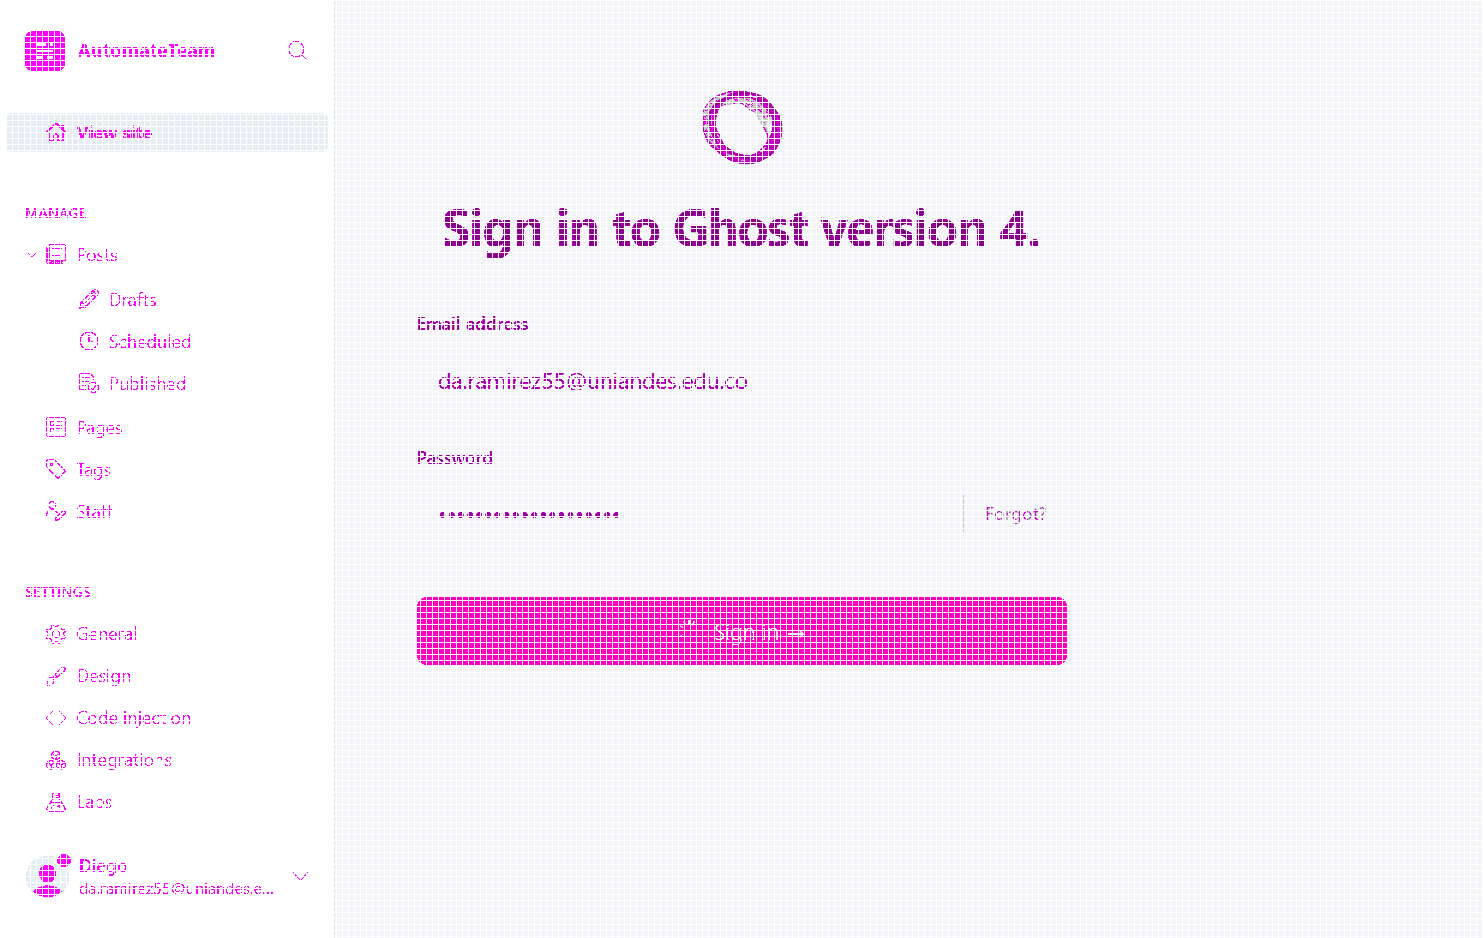 AutomateTeam
View site
MANAGE
Posts
Drafts
Scheduled
Published
Pages
Tags
Staff
SETTINGS
General
Design
Code injection
Integrations
Labs
Diego
da.ramirez55@uniandes.e...
Sign in to Ghost version 4.
Email address
da.ramirez55@uniandes.edu.co
Password
Forgot?
Sign in →